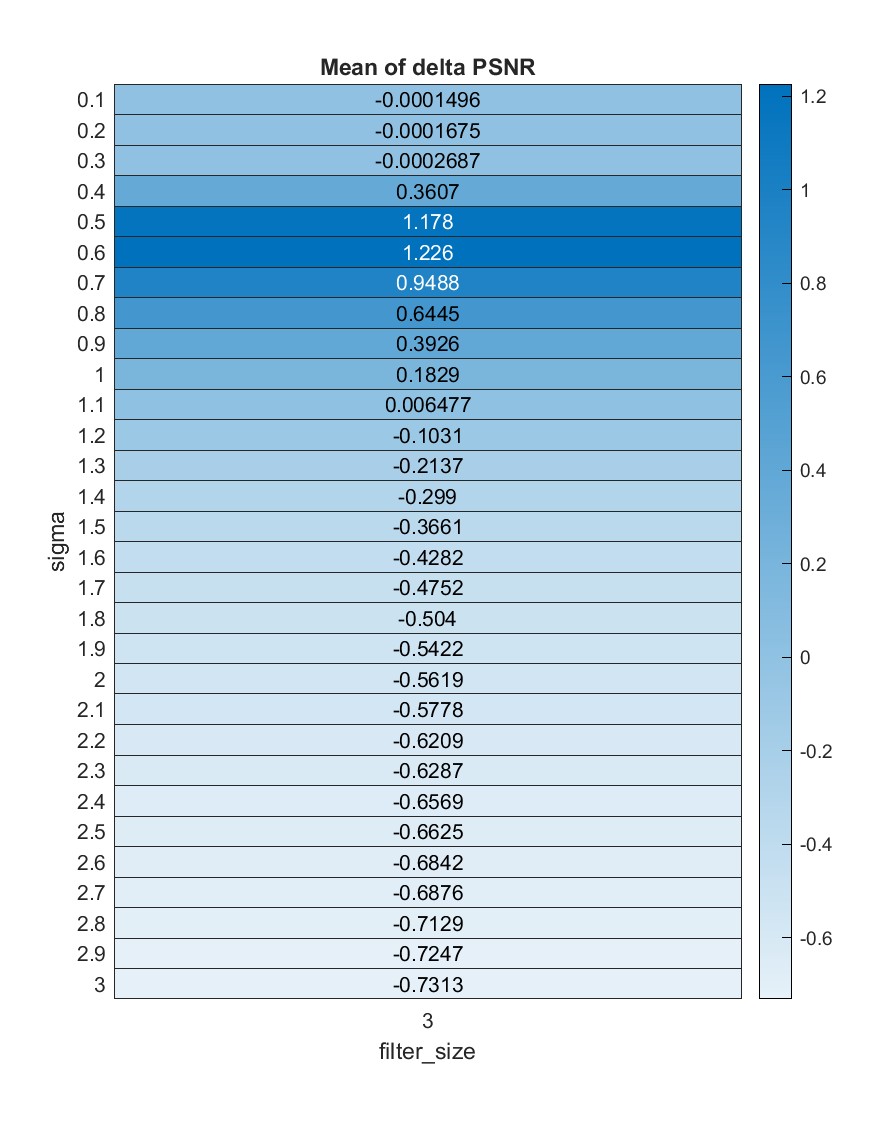 Mean of delta PSNR
0.1 -0.0001496 1.2
0.2 -0.0001675
0.3 -0.0002687
0.4 0.3607 1
0.5 1.178
0.6 1.226
0.7 0.9488 0.8
0.8 0.6445
0.9 0.3926
1 0.1829 0.6
1.1 0.006477
1.2 -0.1031
1.3 -0.2137 0.4
1.4 -0.299
1.5 -0.3661
sigma
1.6 -0.4282 0.2
1.7 -0.4752
1.8 -0.504
1.9 -0.5422 0
2 -0.5619
2.1 -0.5778
2.2 -0.6209 -0.2
2.3 -0.6287
2.4 -0.6569
2.5 -0.6625 -0.4
2.6 -0.6842
2.7 -0.6876
2.8 -0.7129 -0.6
2.9 -0.7247
3 -0.7313
3
filter_size